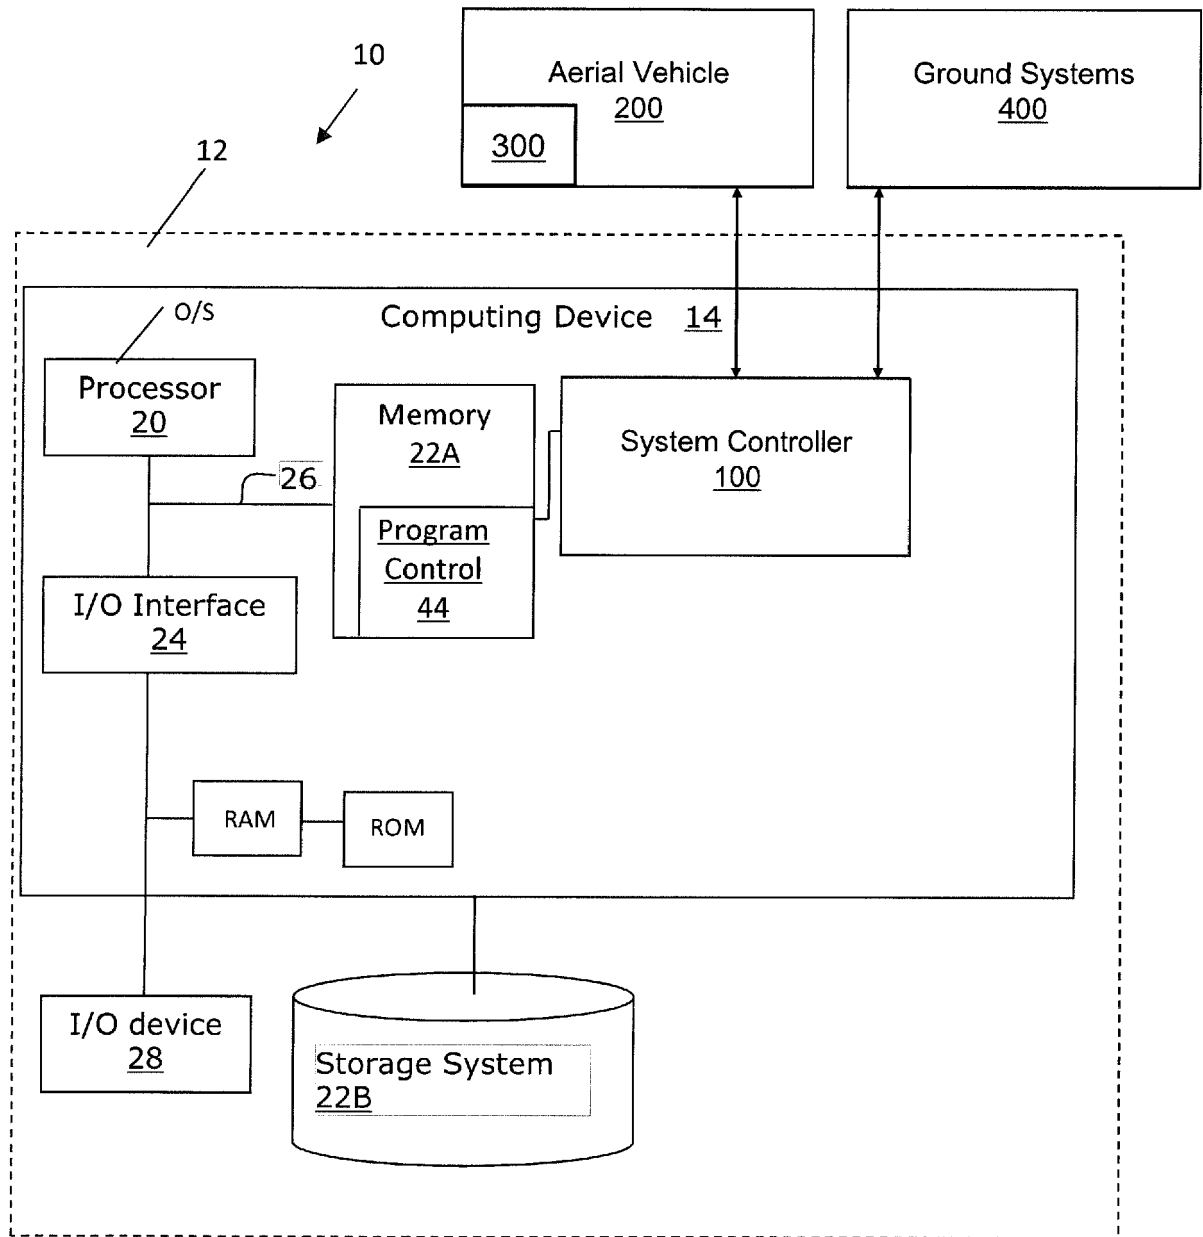 10
Aerial Vehicle
200
300
Ground Systems
400
12
O/S
Computing Device 14
Processor
20
Memory
22A
System Controller
100
26
Program
Control
44
I/O Interface
24
RAM
ROM
I/O device
28
Storage System
22B